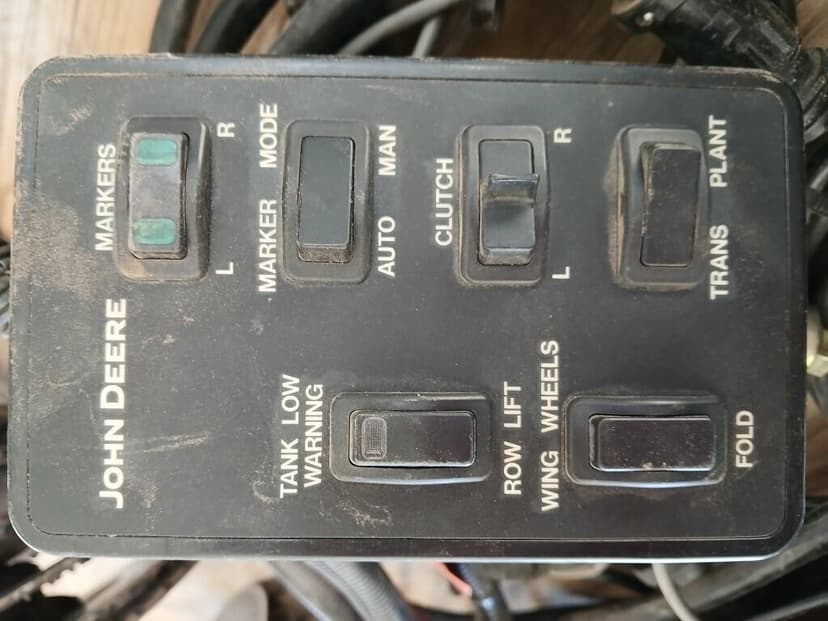 JOHN DEERE
TANK LOW
WARNING
ROW LIFT
WING WHEELS
FOLD
MARKERS
L R
MARKER MODE
AUTO MAN
CLUTCH
L R
TRANS PLANT